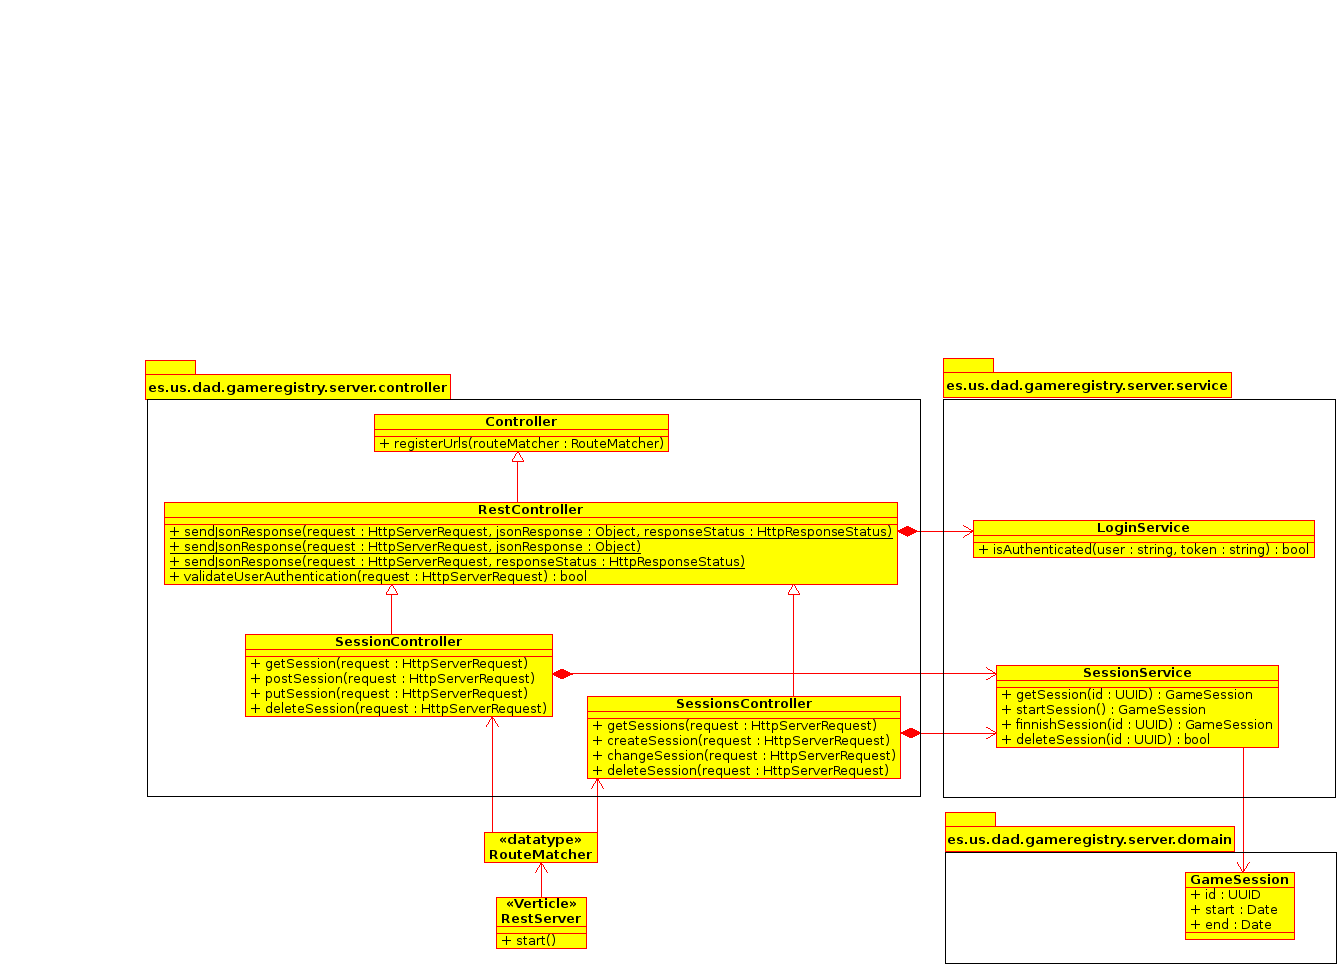 es.us.dad.gameregistry.server.controller
Controller
+ registerUrls(routeMatcher : RouteMatcher)
RestController
+ sendJsonResponse(request : HttpServerRequest, jsonResponse : Object, responseStatus : HttpResponseStatus)
+ sendJsonResponse(request : HttpServerRequest, jsonResponse : Object)
+ sendJsonResponse(request : HttpServerRequest, responseStatus : HttpResponseStatus)
+ validateUserAuthentication(request : HttpServerRequest) : bool
SessionController
+ getSession(request : HttpServerRequest)
+ postSession(request : HttpServerRequest)
+ putSession(request : HttpServerRequest)
+ deleteSession(request : HttpServerRequest)
SessionsController
+ getSessions(request : HttpServerRequest)
+ createSession(request : HttpServerRequest)
+ changeSession(request : HttpServerRequest)
+ deleteSession(request : HttpServerRequest)
«datatype»
RouteMatcher
«Verticle»
RestServer
+ start()
es.us.dad.gameregistry.server.service
LoginService
+ isAuthenticated(user : string, token : string) : bool
SessionService
+ getSession(id : UUID) : GameSession
+ startSession() : GameSession
+ finnishSession(id : UUID) : GameSession
+ deleteSession(id : UUID) : bool
es.us.dad.gameregistry.server.domain
GameSession
+ id : UUID
+ start : Date
+ end : Date